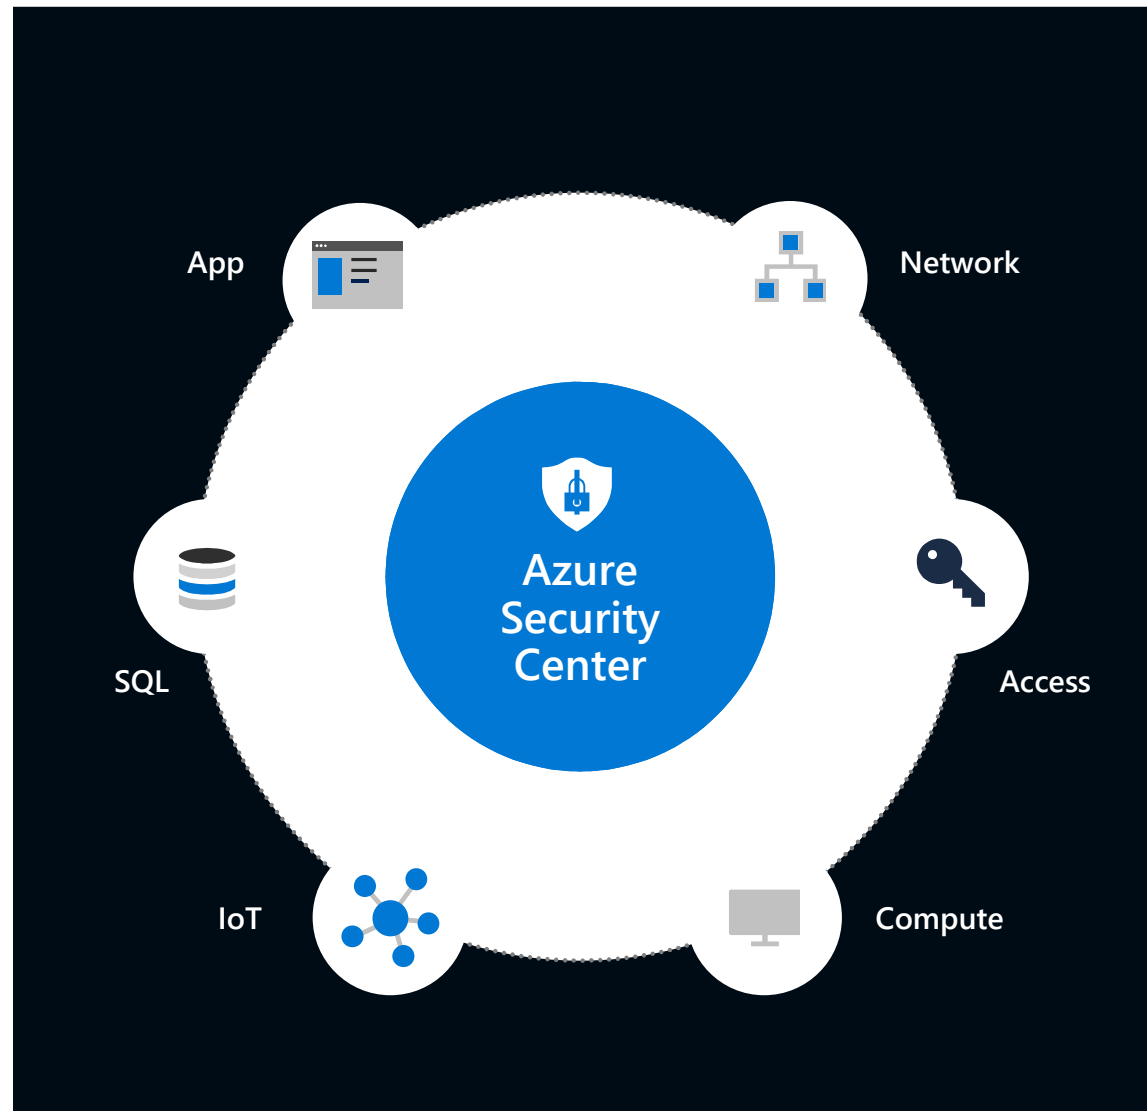 App
Network
Azure
Security
Center
SQL
Access
IoT
Compute